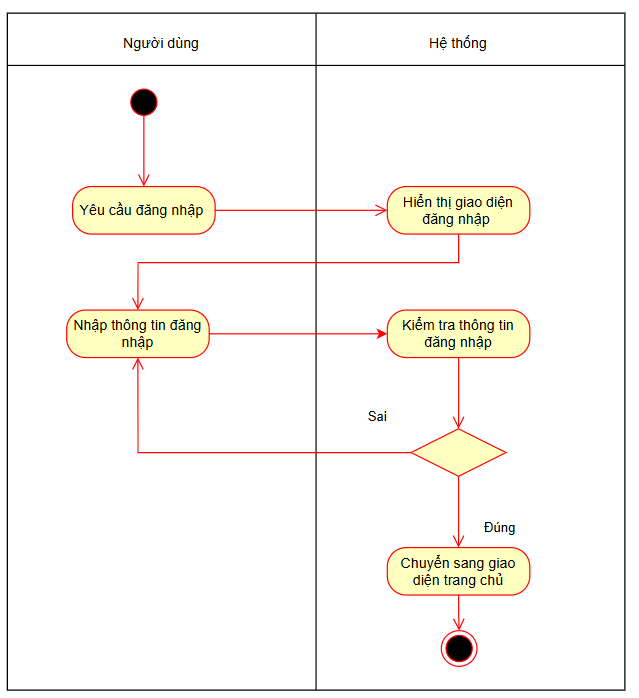 Người dùng
Hệ thống
Yêu cầu đăng nhập
Hiển thị giao diện
đăng nhập
Nhập thông tin đăng
nhập
Kiểm tra thông tin
đăng nhập
Sai
Đúng
Chuyển sang giao
diện trang chủ